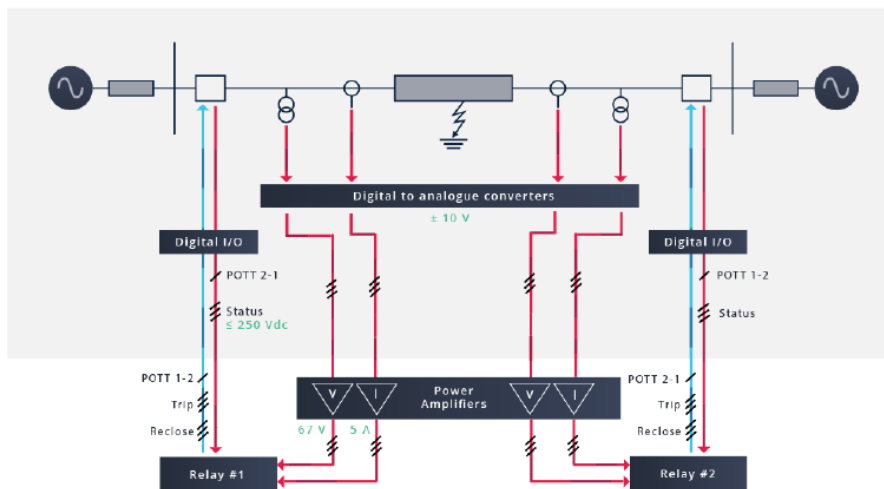 Digital to analogue converters
± 10 V
Digital I/O
Digital I/O
POTT 2-1
POTT 1-2
Status
≤ 250 Vdc
Status
POTT 1-2
Trip
Reclose
V
I
Power
Amplifiers
V
I
POTT 2-1
Trip
Reclose
67 V
5 A
Relay #1
Relay #2